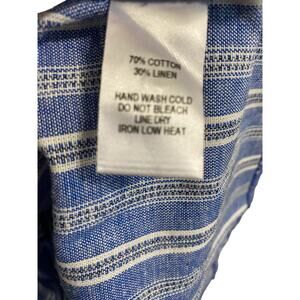 70% COTTON
30% LINEN
HAND WASH COLD
DO NOT BLEACH
LINE DRY
IRON LOW HEAT